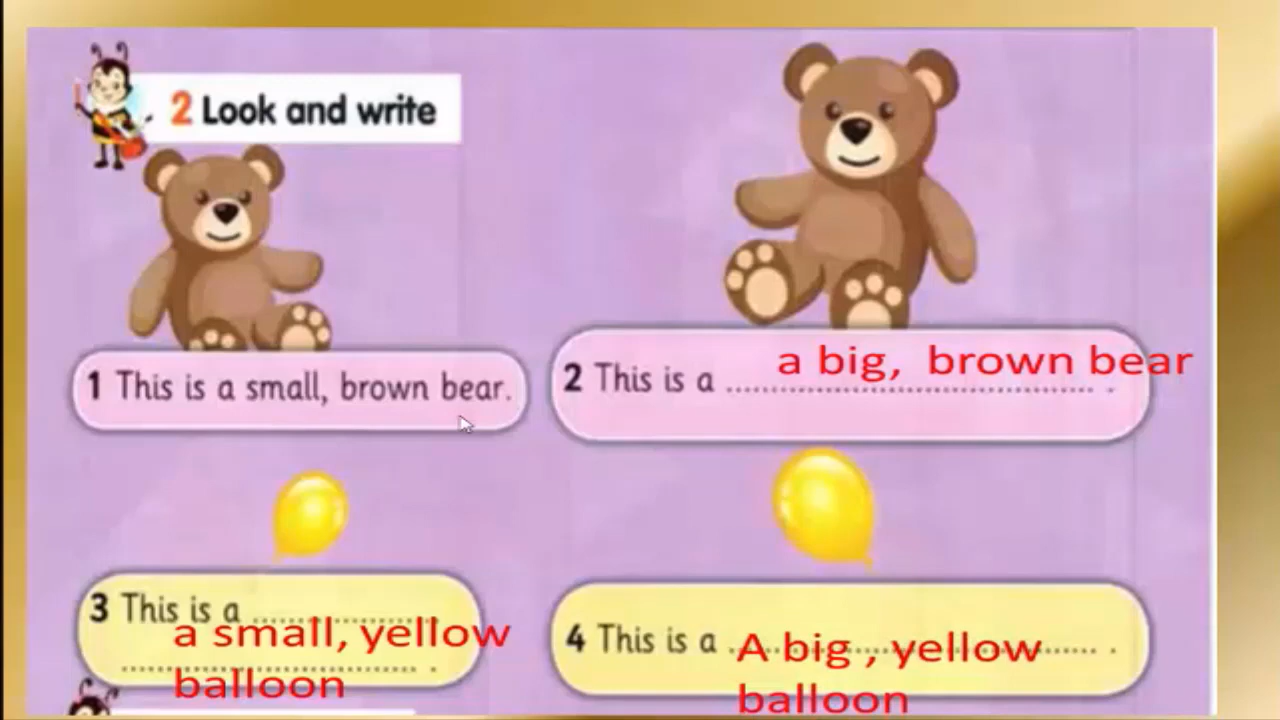 2 Look and write
1 This is a small, brown bear.
2 This is a .......................................... .
a big, brown bear
3 This is a ......................
a small, yellow
.................................. .
balloon
4 This is a .......................................... .
A big , yellow
balloon